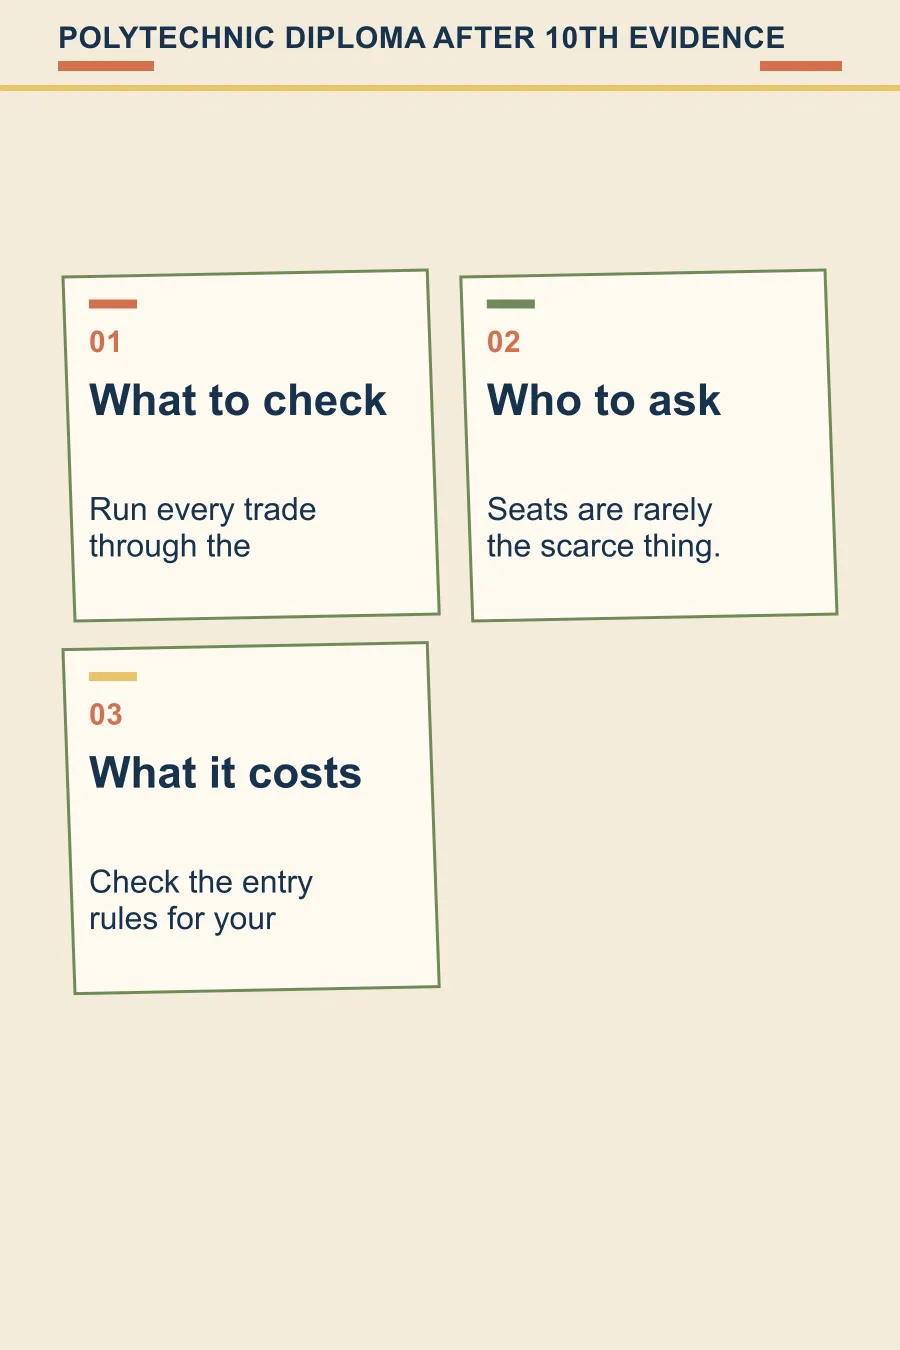 POLYTECHNIC DIPLOMA AFTER 10TH EVIDENCE
01
What to check
Run every trade
through the
02
Who to ask
Seats are rarely
the scarce thing.
03
What it costs
Check the entry
rules for your